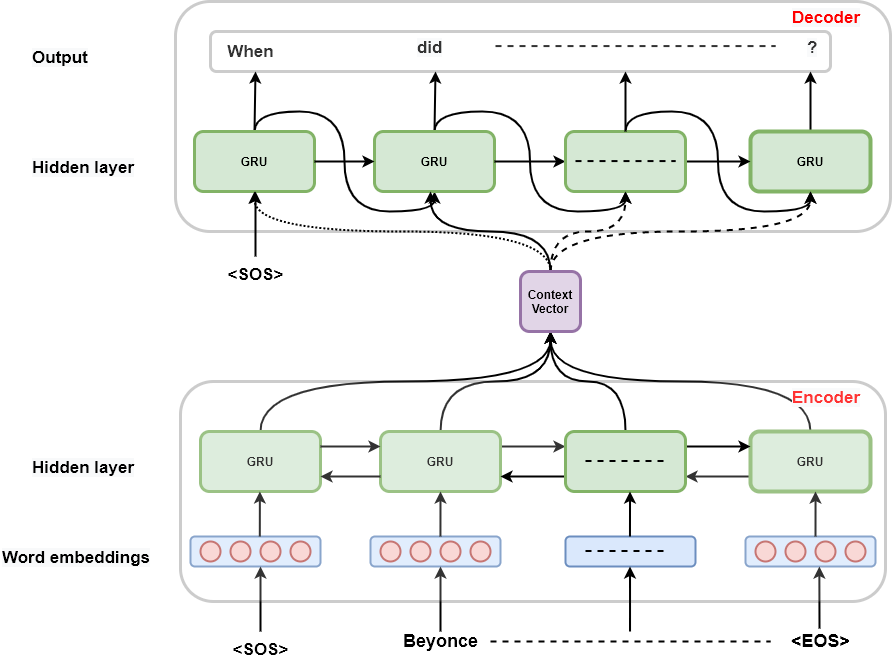 Decoder
Output
When did ?
Hidden layer
GRU GRU GRU
<SOS>
Context
Vector
Encoder
Hidden layer
GRU GRU GRU
Word embeddings
<SOS> Beyonce <EOS>